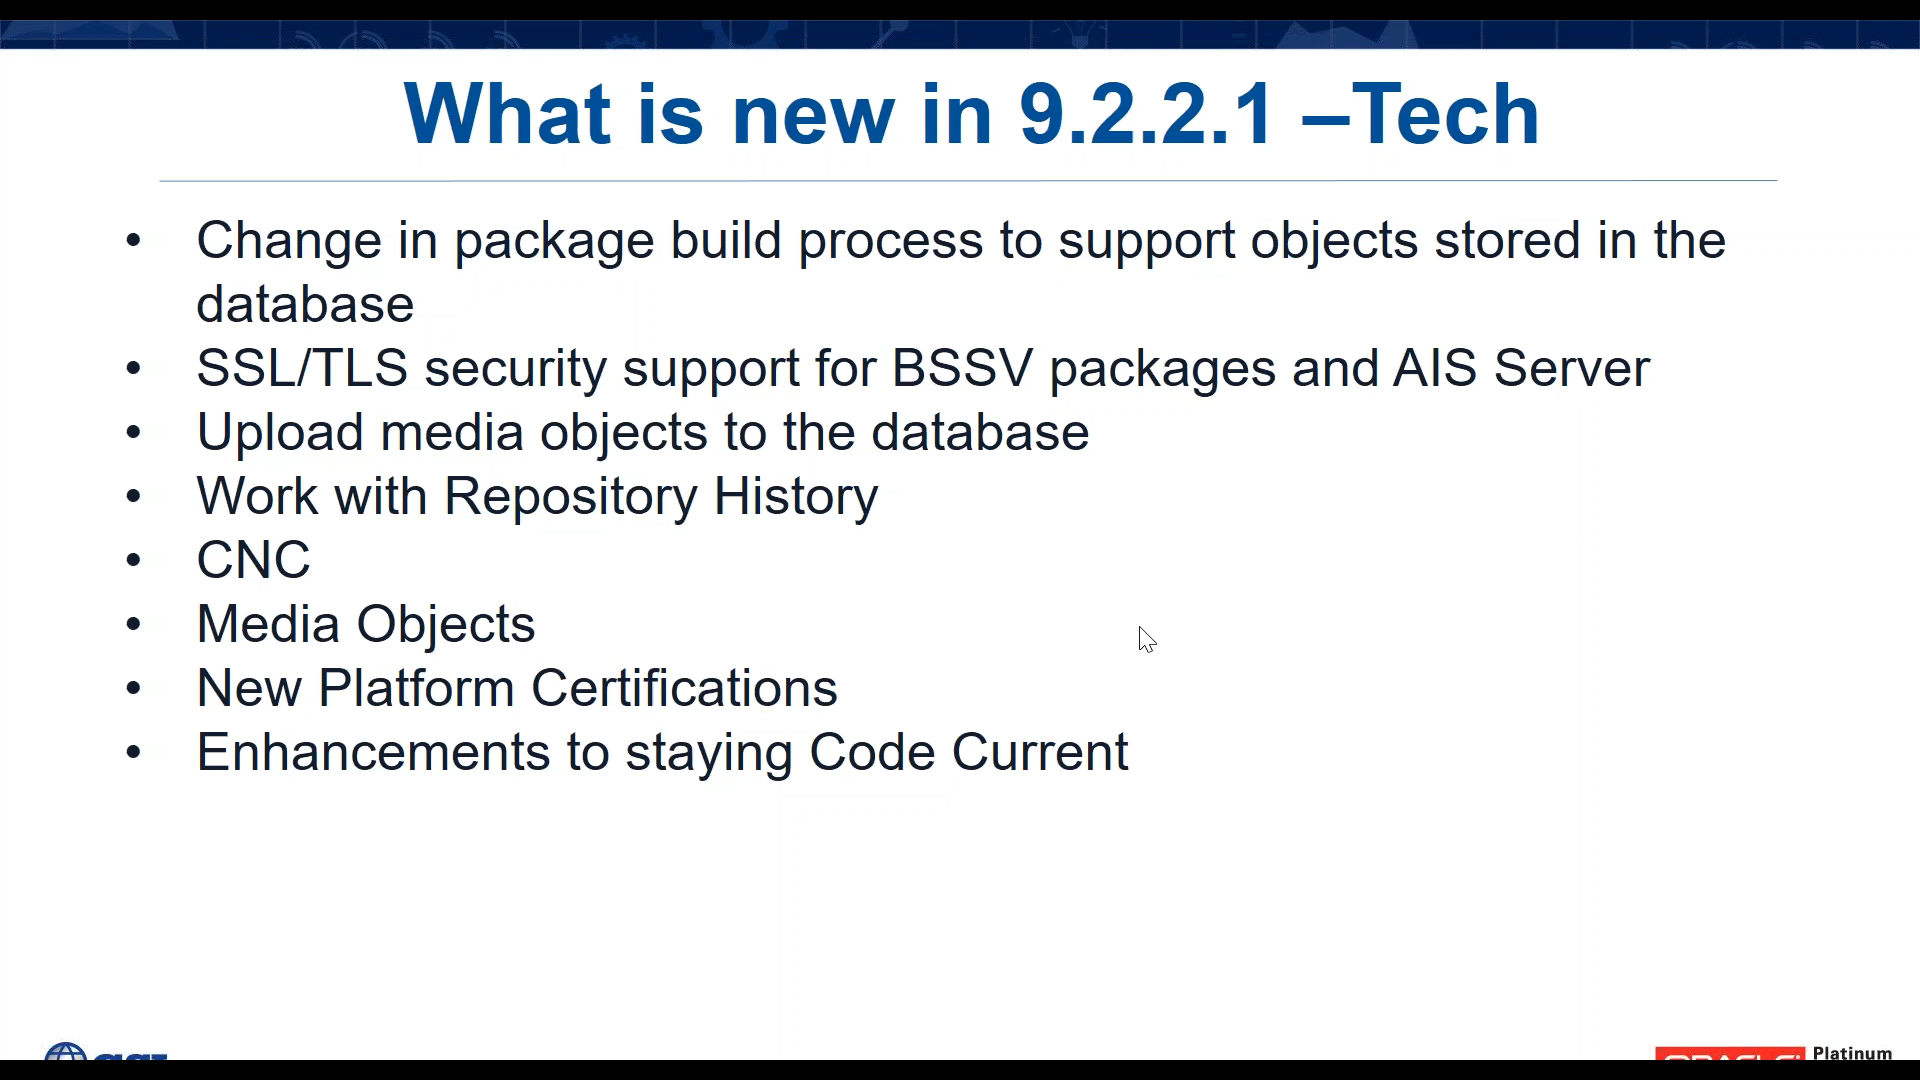 What is new in 9.2.2.1 –Tech
• Change in package build process to support objects stored in the
database
• SSL/TLS security support for BSSV packages and AIS Server
• Upload media objects to the database
• Work with Repository History
• CNC
• Media Objects
• New Platform Certifications
• Enhancements to staying Code Current
ORACLE Platinum